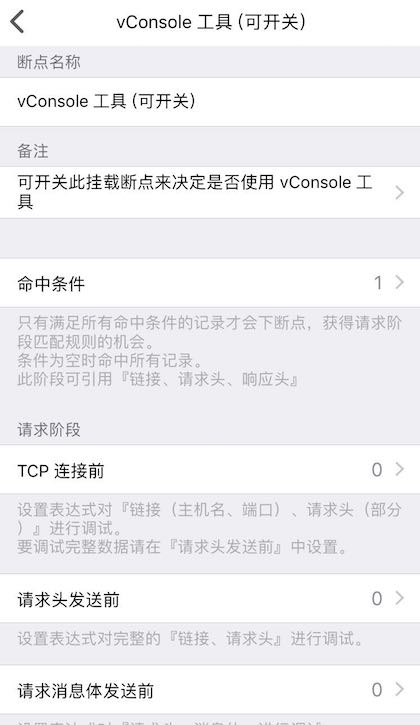 vConsole 工具 (可开关)
断点名称
vConsole 工具 (可开关)
备注
可开关此挂载断点来决定是否使用 vConsole 工
具
命中条件 1
只有满足所有命中条件的记录才会下断点，获得请求阶
段匹配规则的机会。
条件为空时命中所有记录。
此阶段可引用『链接、请求头、响应头』
请求阶段
TCP 连接前 0
设置表达式对『链接（主机名、端口）、请求头（部分
）』进行调试。
要调试完整数据请在『请求头发送前』中设置。
请求头发送前 0
设置表达式对完整的『链接、请求头』进行调试。
请求消息体发送前 0